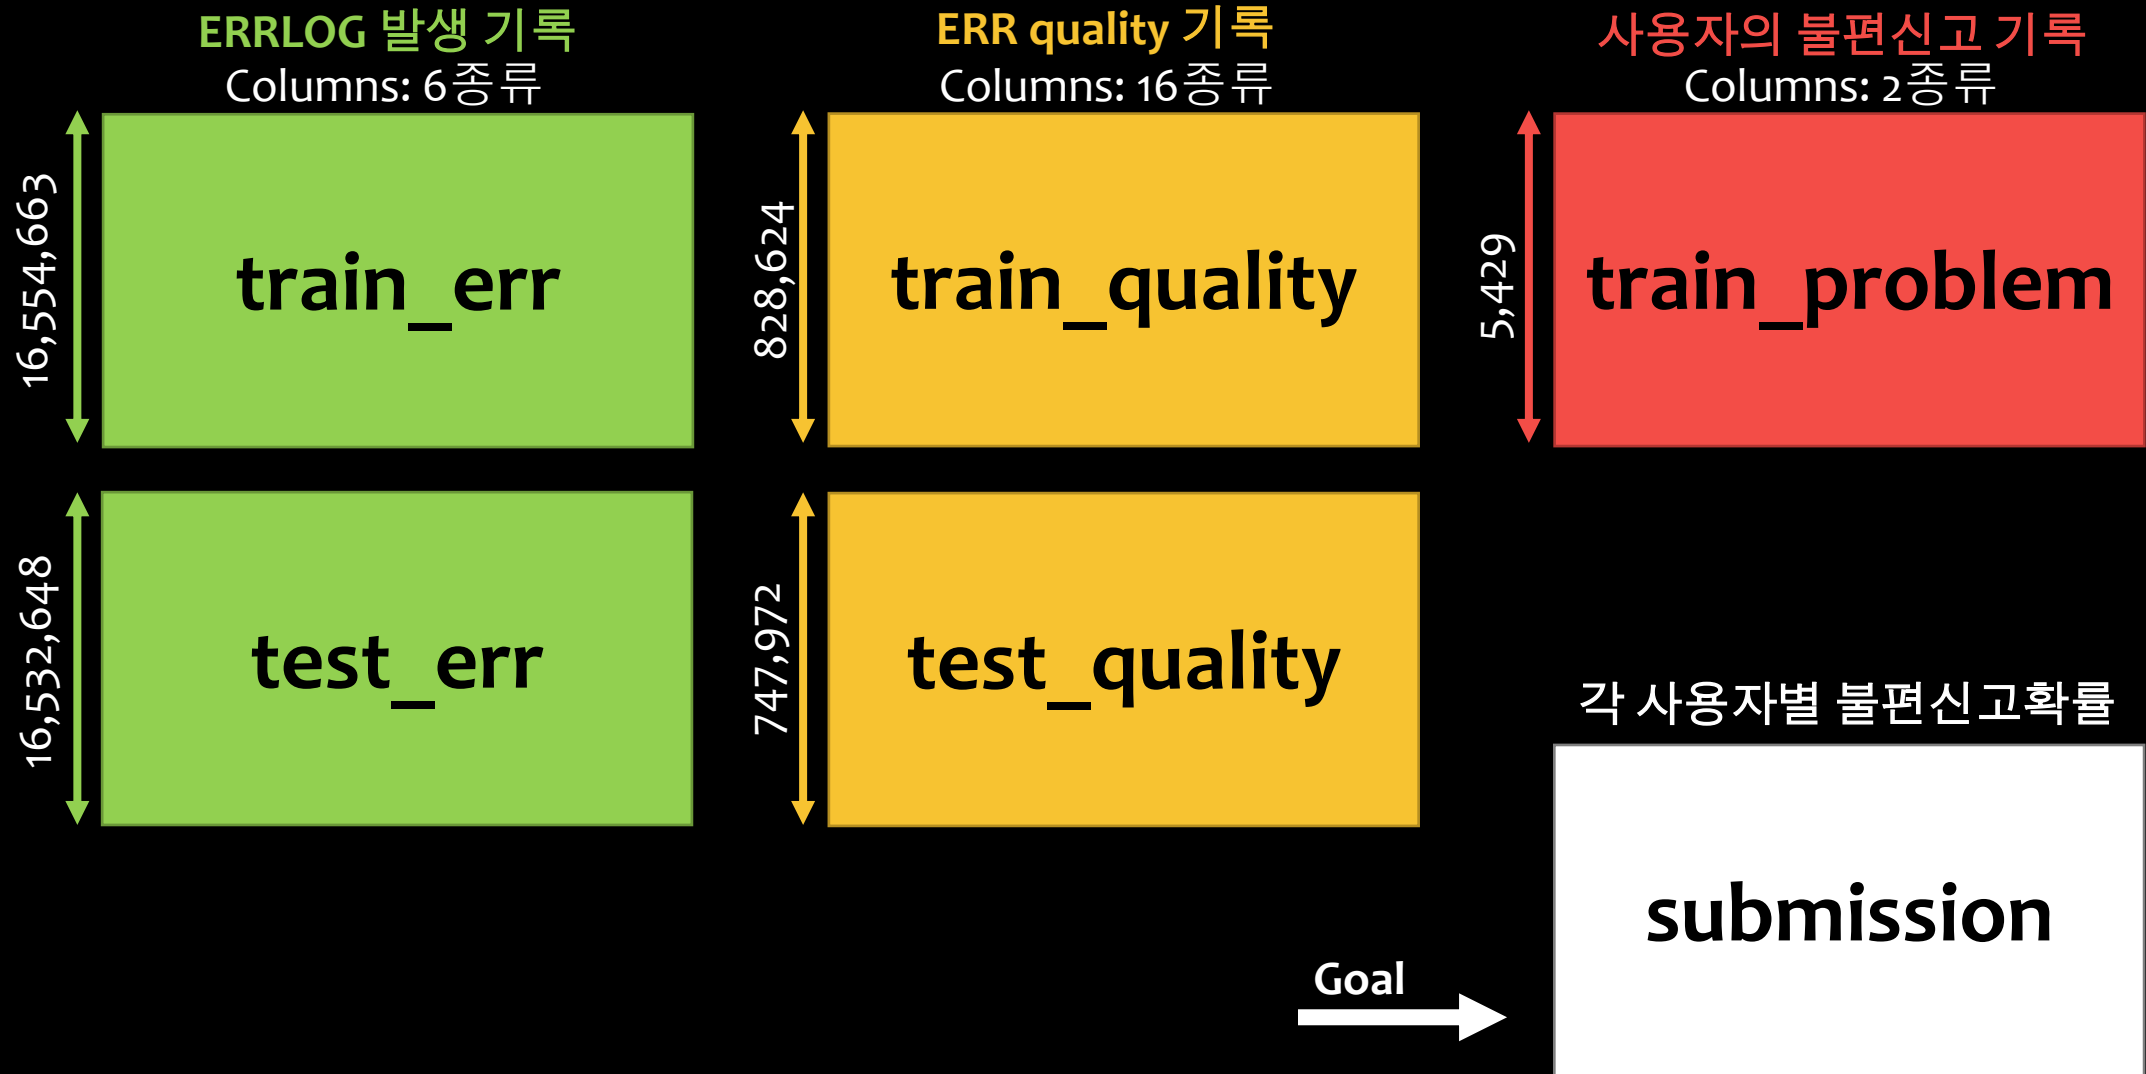 ERRLOG 발생 기록
Columns: 6종류
16,554,663
train_err
ERR quality 기록
Columns: 16종류
828,624
train_quality
사용자의 불편신고 기록
Columns: 2종류
5,429
train_problem
16,532,648
test_err
747,972
test_quality
각 사용자별 불편신고확률
submission
Goal